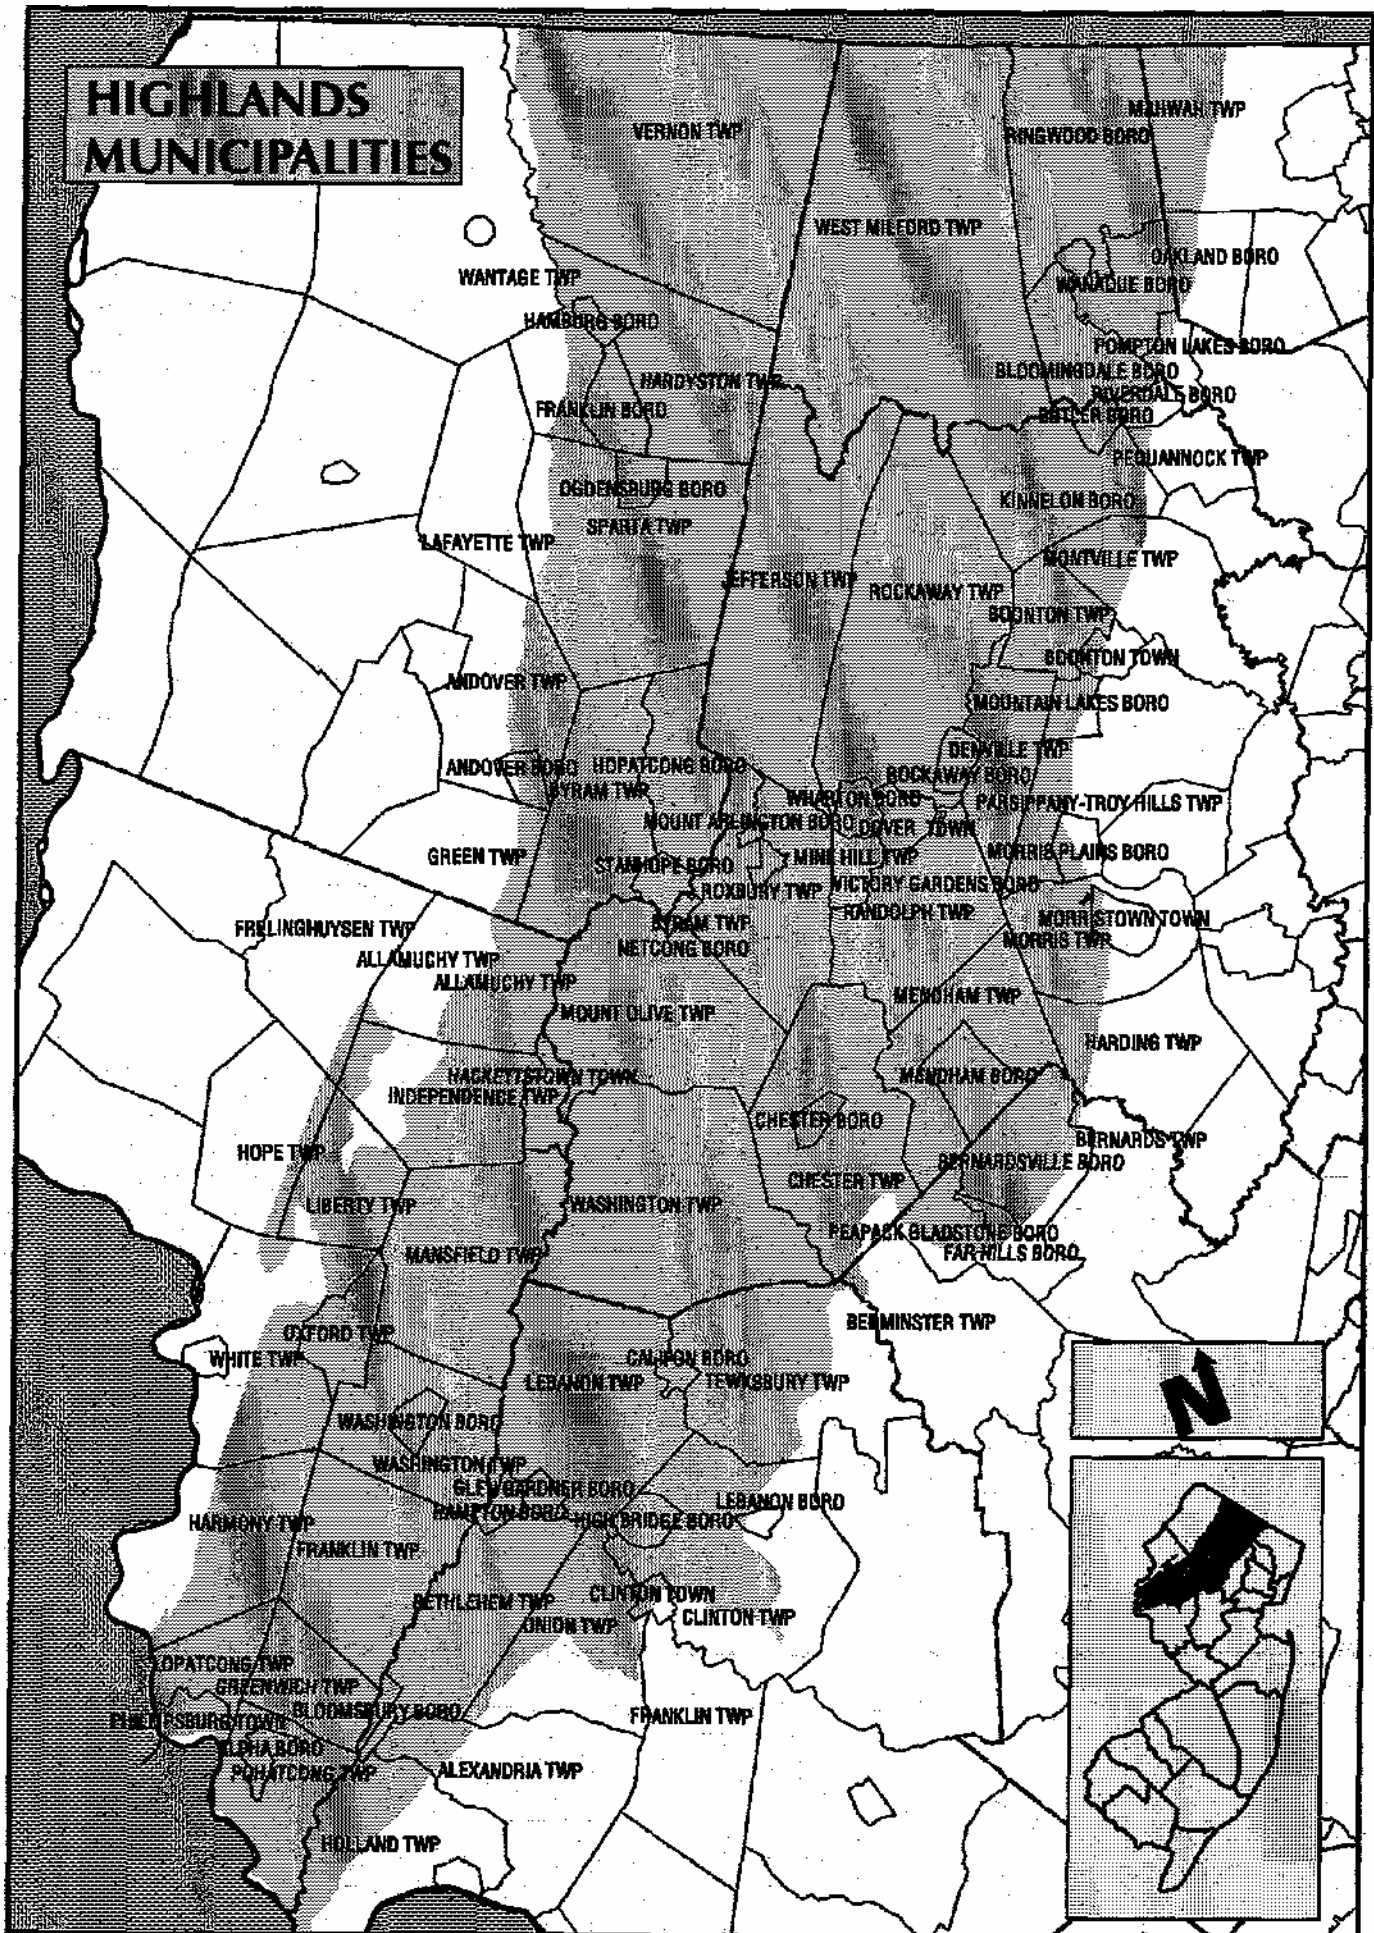 HIGHLANDS
MUNICIPALITIES
MAHWAH TWP
VERNON TWP
RINGWOOD BORO
WEST MILFORD TWP
OAKLAND BORO
WANTAGE TWP
WANAQUE BORO
HAMBURG BORO
POMPTON LAKES BORO
BLOOMINGDALE BORO
HARDYSTON TWP
RIVERDALE BORO
FRANKLIN BORO
BUTLER BORO
PEQUANNOCK TWP
OGDENSBURG BORO
KINNELON BORO
SPARTA TWP
LAFAYETTE TWP
MONTVILLE TWP
JEFFERSON TWP
ROCKAWAY TWP
BOONTON TWP
BOONTON TOWN
ANDOVER TWP
MOUNTAIN LAKES BORO
DENVILLE TWP
ANDOVER BORO
HOPATCONG BORO
ROCKAWAY BORO
BYRAM TWP
WHARTON BORO
PARSIPPANY-TROY HILLS TWP
MOUNT ARLINGTON BORO
DOVER TOWN
GREEN TWP
MINE HILL TWP
MORRIS PLAINS BORO
STANHOPE BORO
ROXBURY TWP
VICTORY GARDENS BORO
RANDOLPH TWP
MORRISTOWN TOWN
FRELINGHUYSEN TWP
BYRAM TWP
MORRIS TWP
NETCONG BORO
ALLAMUCHY TWP
ALLAMUCHY TWP
MENDHAM TWP
MOUNT OLIVE TWP
HARDING TWP
HACKETTSTOWN TOWN
MENDHAM BORO
INDEPENDENCE TWP
CHESTER BORO
BERNARDS TWP
HOPE TWP
BERNARDSVILLE BORO
CHESTER TWP
LIBERTY TWP
WASHINGTON TWP
PEAPACK GLADSTONE BORO
MANSFIELD TWP
FAR HILLS BORO
BEDMINSTER TWP
OXFORD TWP
WHITE TWP
CALIFON BORO
LEBANON TWP
TEWKSBURY TWP
N
WASHINGTON BORO
WASHINGTON TWP
GLEN GARDNER BORO
LEBANON BORO
HAMPTON BORO
HIGH BRIDGE BORO
HARMONY TWP
FRANKLIN TWP
BETHLEHEM TWP
CLINTON TOWN
UNION TWP
CLINTON TWP
LOPATCONG TWP
GREENWICH TWP
BLOOMSBURY BORO
FRANKLIN TWP
PHILLIPSBURG TOWN
ALPHA BORO
POHATCONG TWP
ALEXANDRIA TWP
HOLLAND TWP